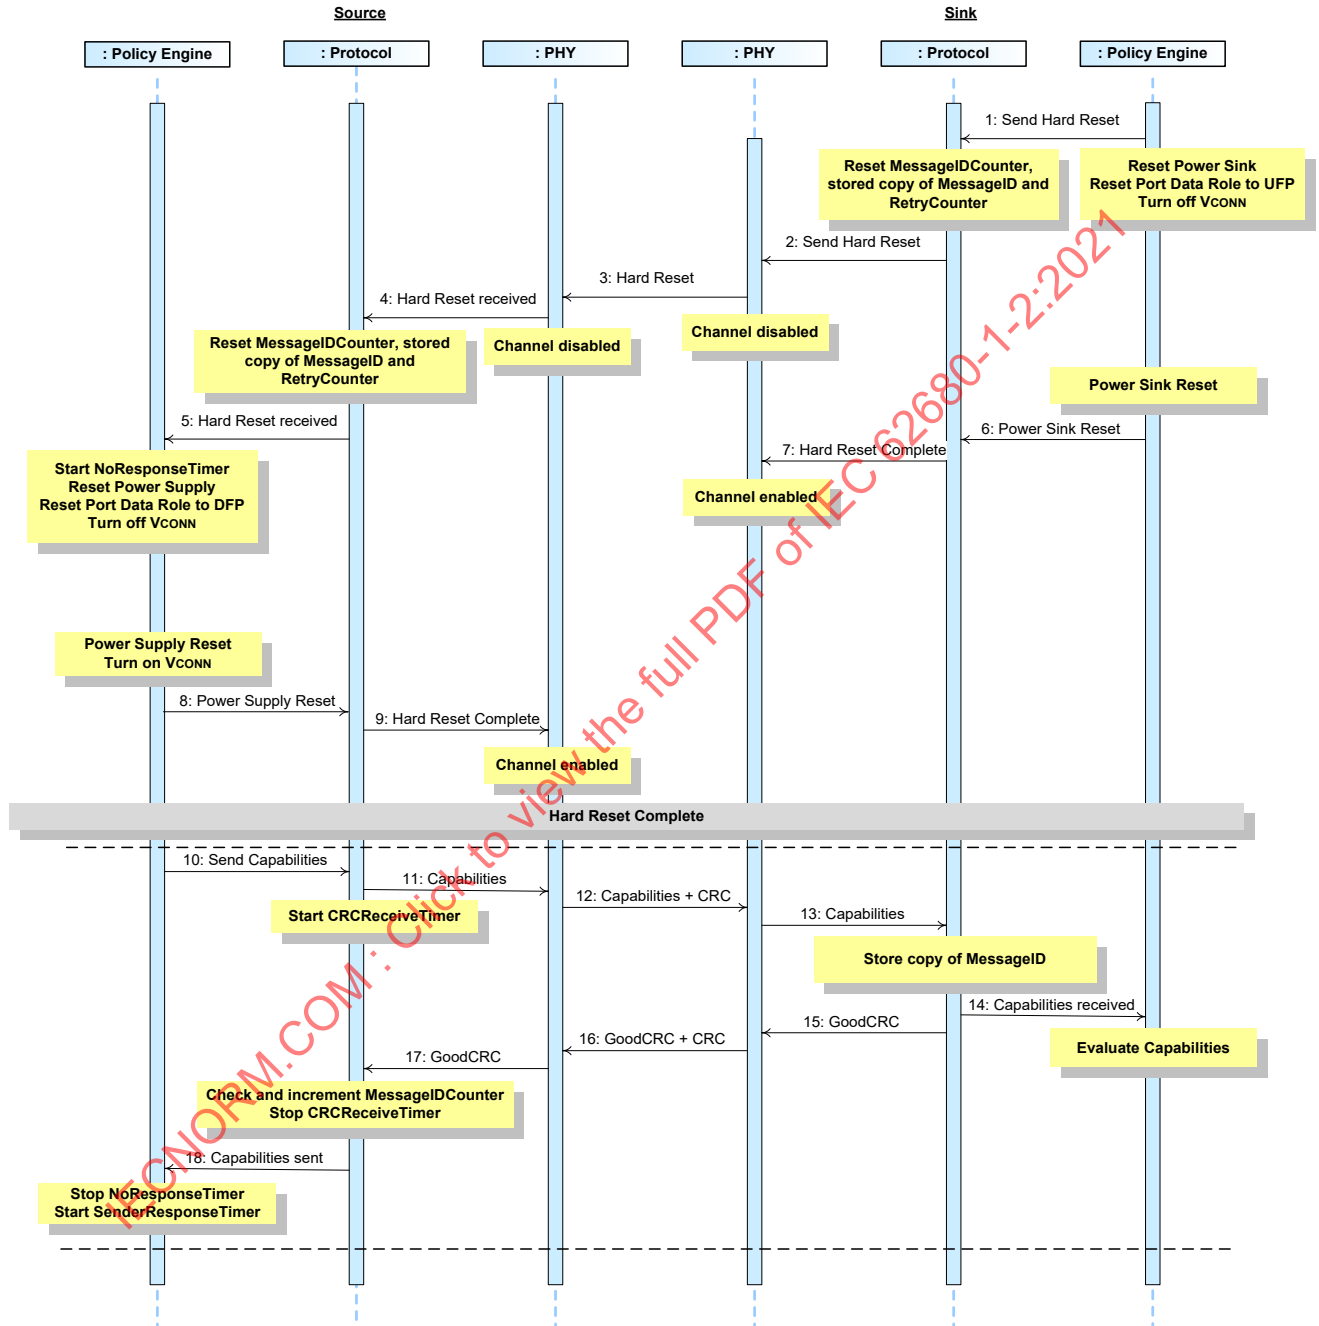 Source
Sink
: Policy Engine
: Protocol
: PHY
: PHY
: Protocol
: Policy Engine
1: Send Hard Reset
Reset MessageIDCounter,
stored copy of MessageID and
RetryCounter
Reset Power Sink
Reset Port Data Role to UFP
Turn off VCONN
2: Send Hard Reset
3: Hard Reset
4: Hard Reset received
Channel disabled
Reset MessageIDCounter, stored
copy of MessageID and
RetryCounter
Channel disabled
Power Sink Reset
5: Hard Reset received
6: Power Sink Reset
7: Hard Reset Complete
Start NoResponseTimer
Reset Power Supply
Reset Port Data Role to DFP
Turn off VCONN
Channel enabled
Power Supply Reset
Turn on VCONN
8: Power Supply Reset
9: Hard Reset Complete
Channel enabled
Hard Reset Complete
10: Send Capabilities
11: Capabilities
12: Capabilities + CRC
Start CRCReceiveTimer
13: Capabilities
Store copy of MessageID
14: Capabilities received
15: GoodCRC
16: GoodCRC + CRC
Evaluate Capabilities
17: GoodCRC
Check and increment MessageIDCounter
Stop CRCReceiveTimer
18: Capabilities sent
Stop NoResponseTimer
Start SenderResponseTimer
IECNORM.COM : Click to view the full PDF of IEC 62680-1-2:2021